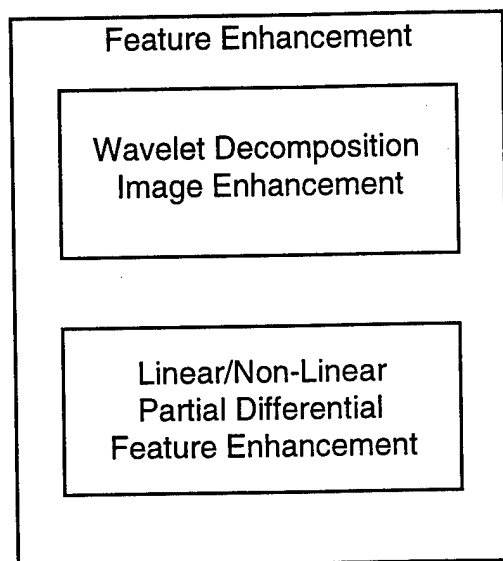 Feature Enhancement
Wavelet Decomposition
Image Enhancement
Linear/Non-Linear
Partial Differential
Feature Enhancement